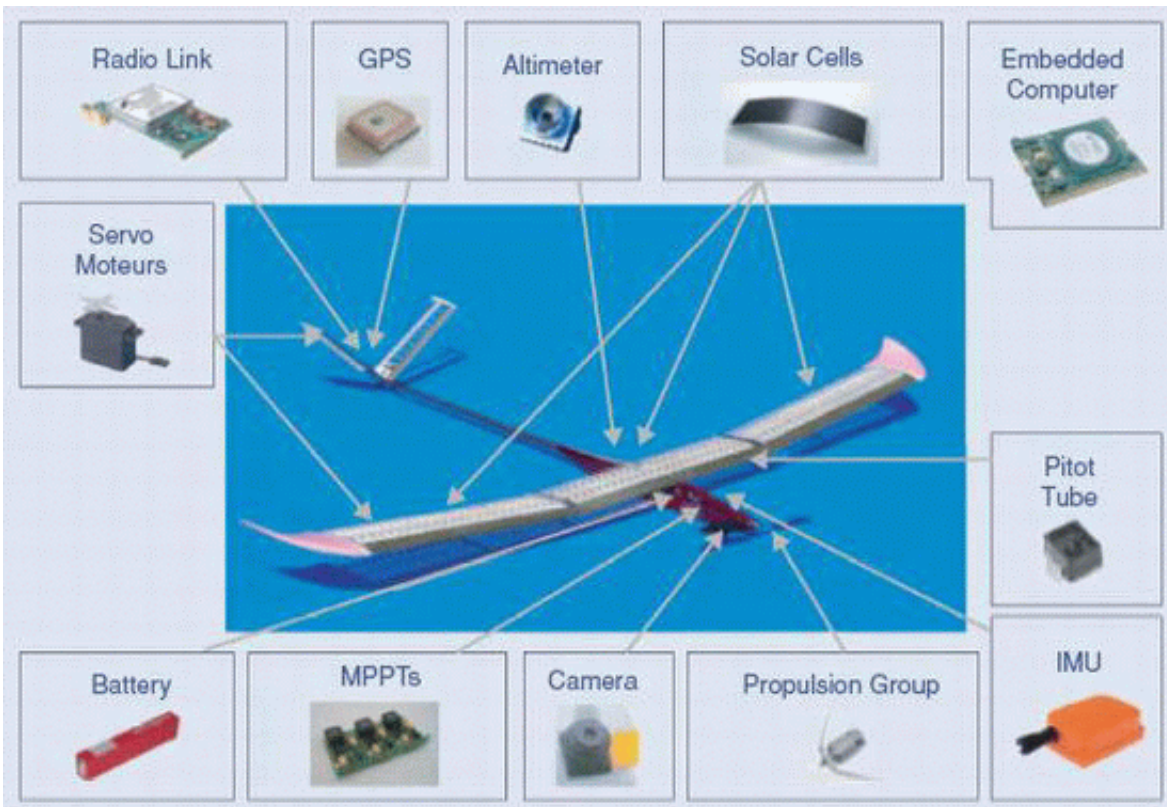 Radio Link
GPS
Altimeter
Solar Cells
Embedded
Computer
Servo
Moteurs
Pitot
Tube
Battery
MPPTs
Camera
Propulsion Group
IMU